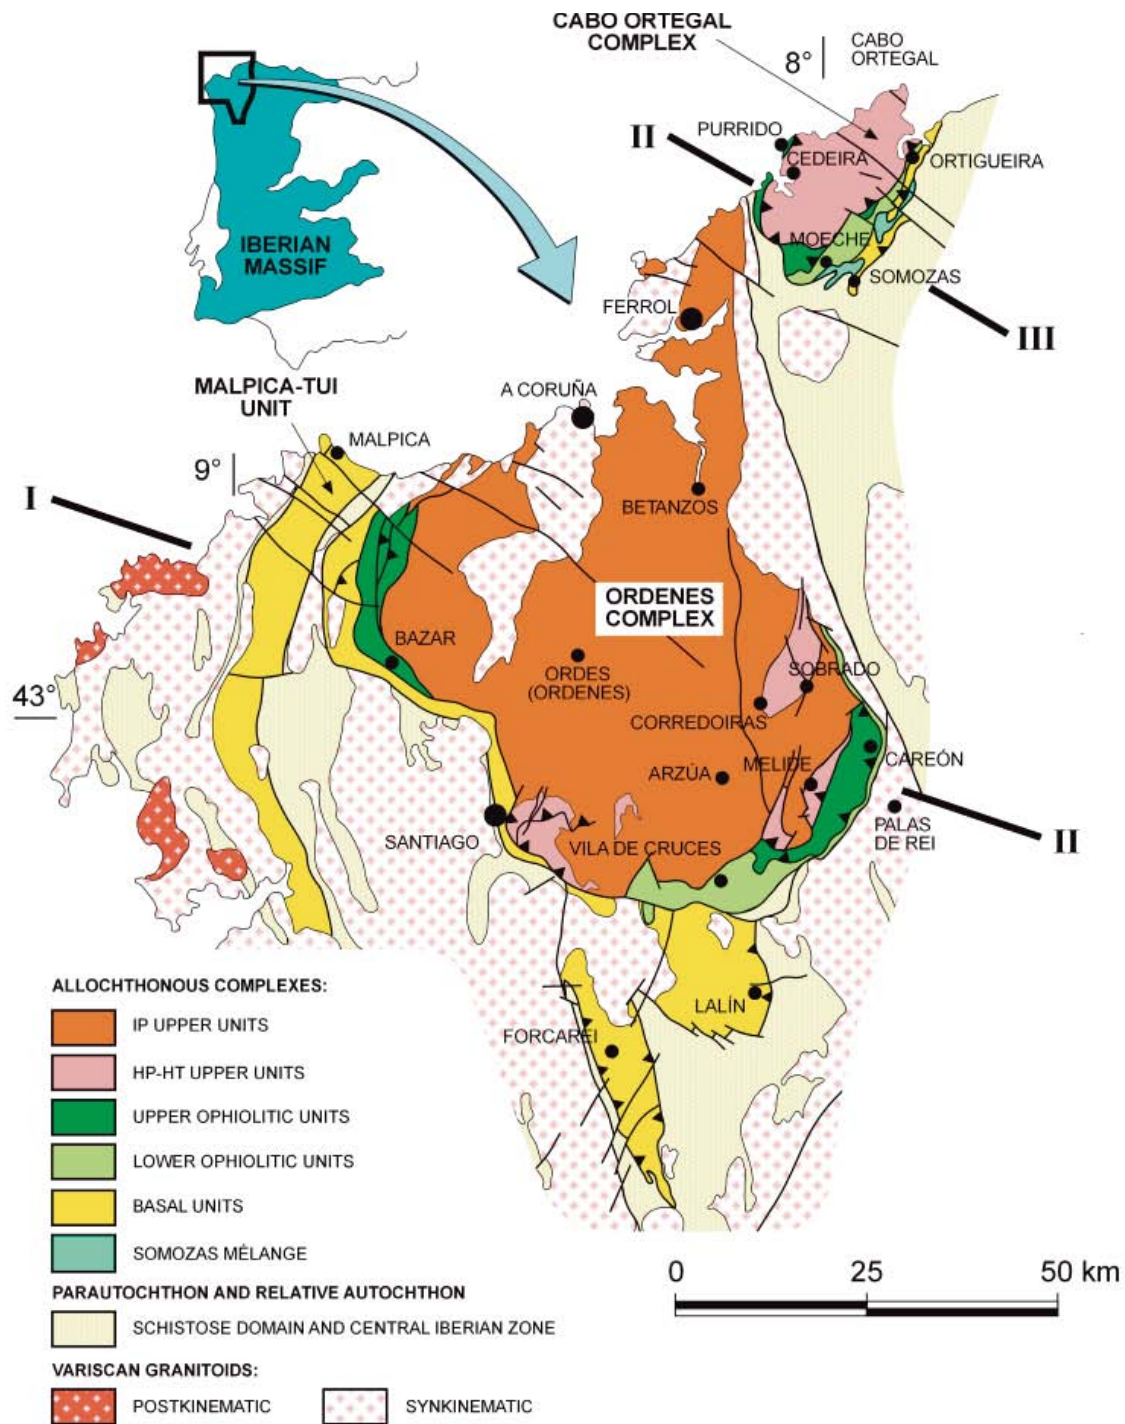 CABO ORTEGAL
COMPLEX
8°
CABO
ORTEGAL
II
PURRIDO
CEDEIRA
ORTIGUEIRA
IBERIAN
MASSIF
MOECHE
SOMOZAS
FERROL
III
MALPICA-TUI
UNIT
A CORUÑA
MALPICA
9°
I
BETANZOS
ORDENES
COMPLEX
BAZAR
ORDES
(ORDENES)
SOBRADO
43°
CORREDOIRAS
ARZÚA
MELIDE
CAREÓN
SANTIAGO
VILA DE CRUCES
PALAS
DE REI
II
LALÍN
FORCAREI
ALLOCHTHONOUS COMPLEXES:
IP UPPER UNITS
HP-HT UPPER UNITS
UPPER OPHIOLITIC UNITS
LOWER OPHIOLITIC UNITS
BASAL UNITS
SOMOZAS MÉLANGE
PARAUTOCHTHON AND RELATIVE AUTOCHTHON
SCHISTOSE DOMAIN AND CENTRAL IBERIAN ZONE
VARISCAN GRANITOIDS:
POSTKINEMATIC
SYNKINEMATIC
0 25 50 km